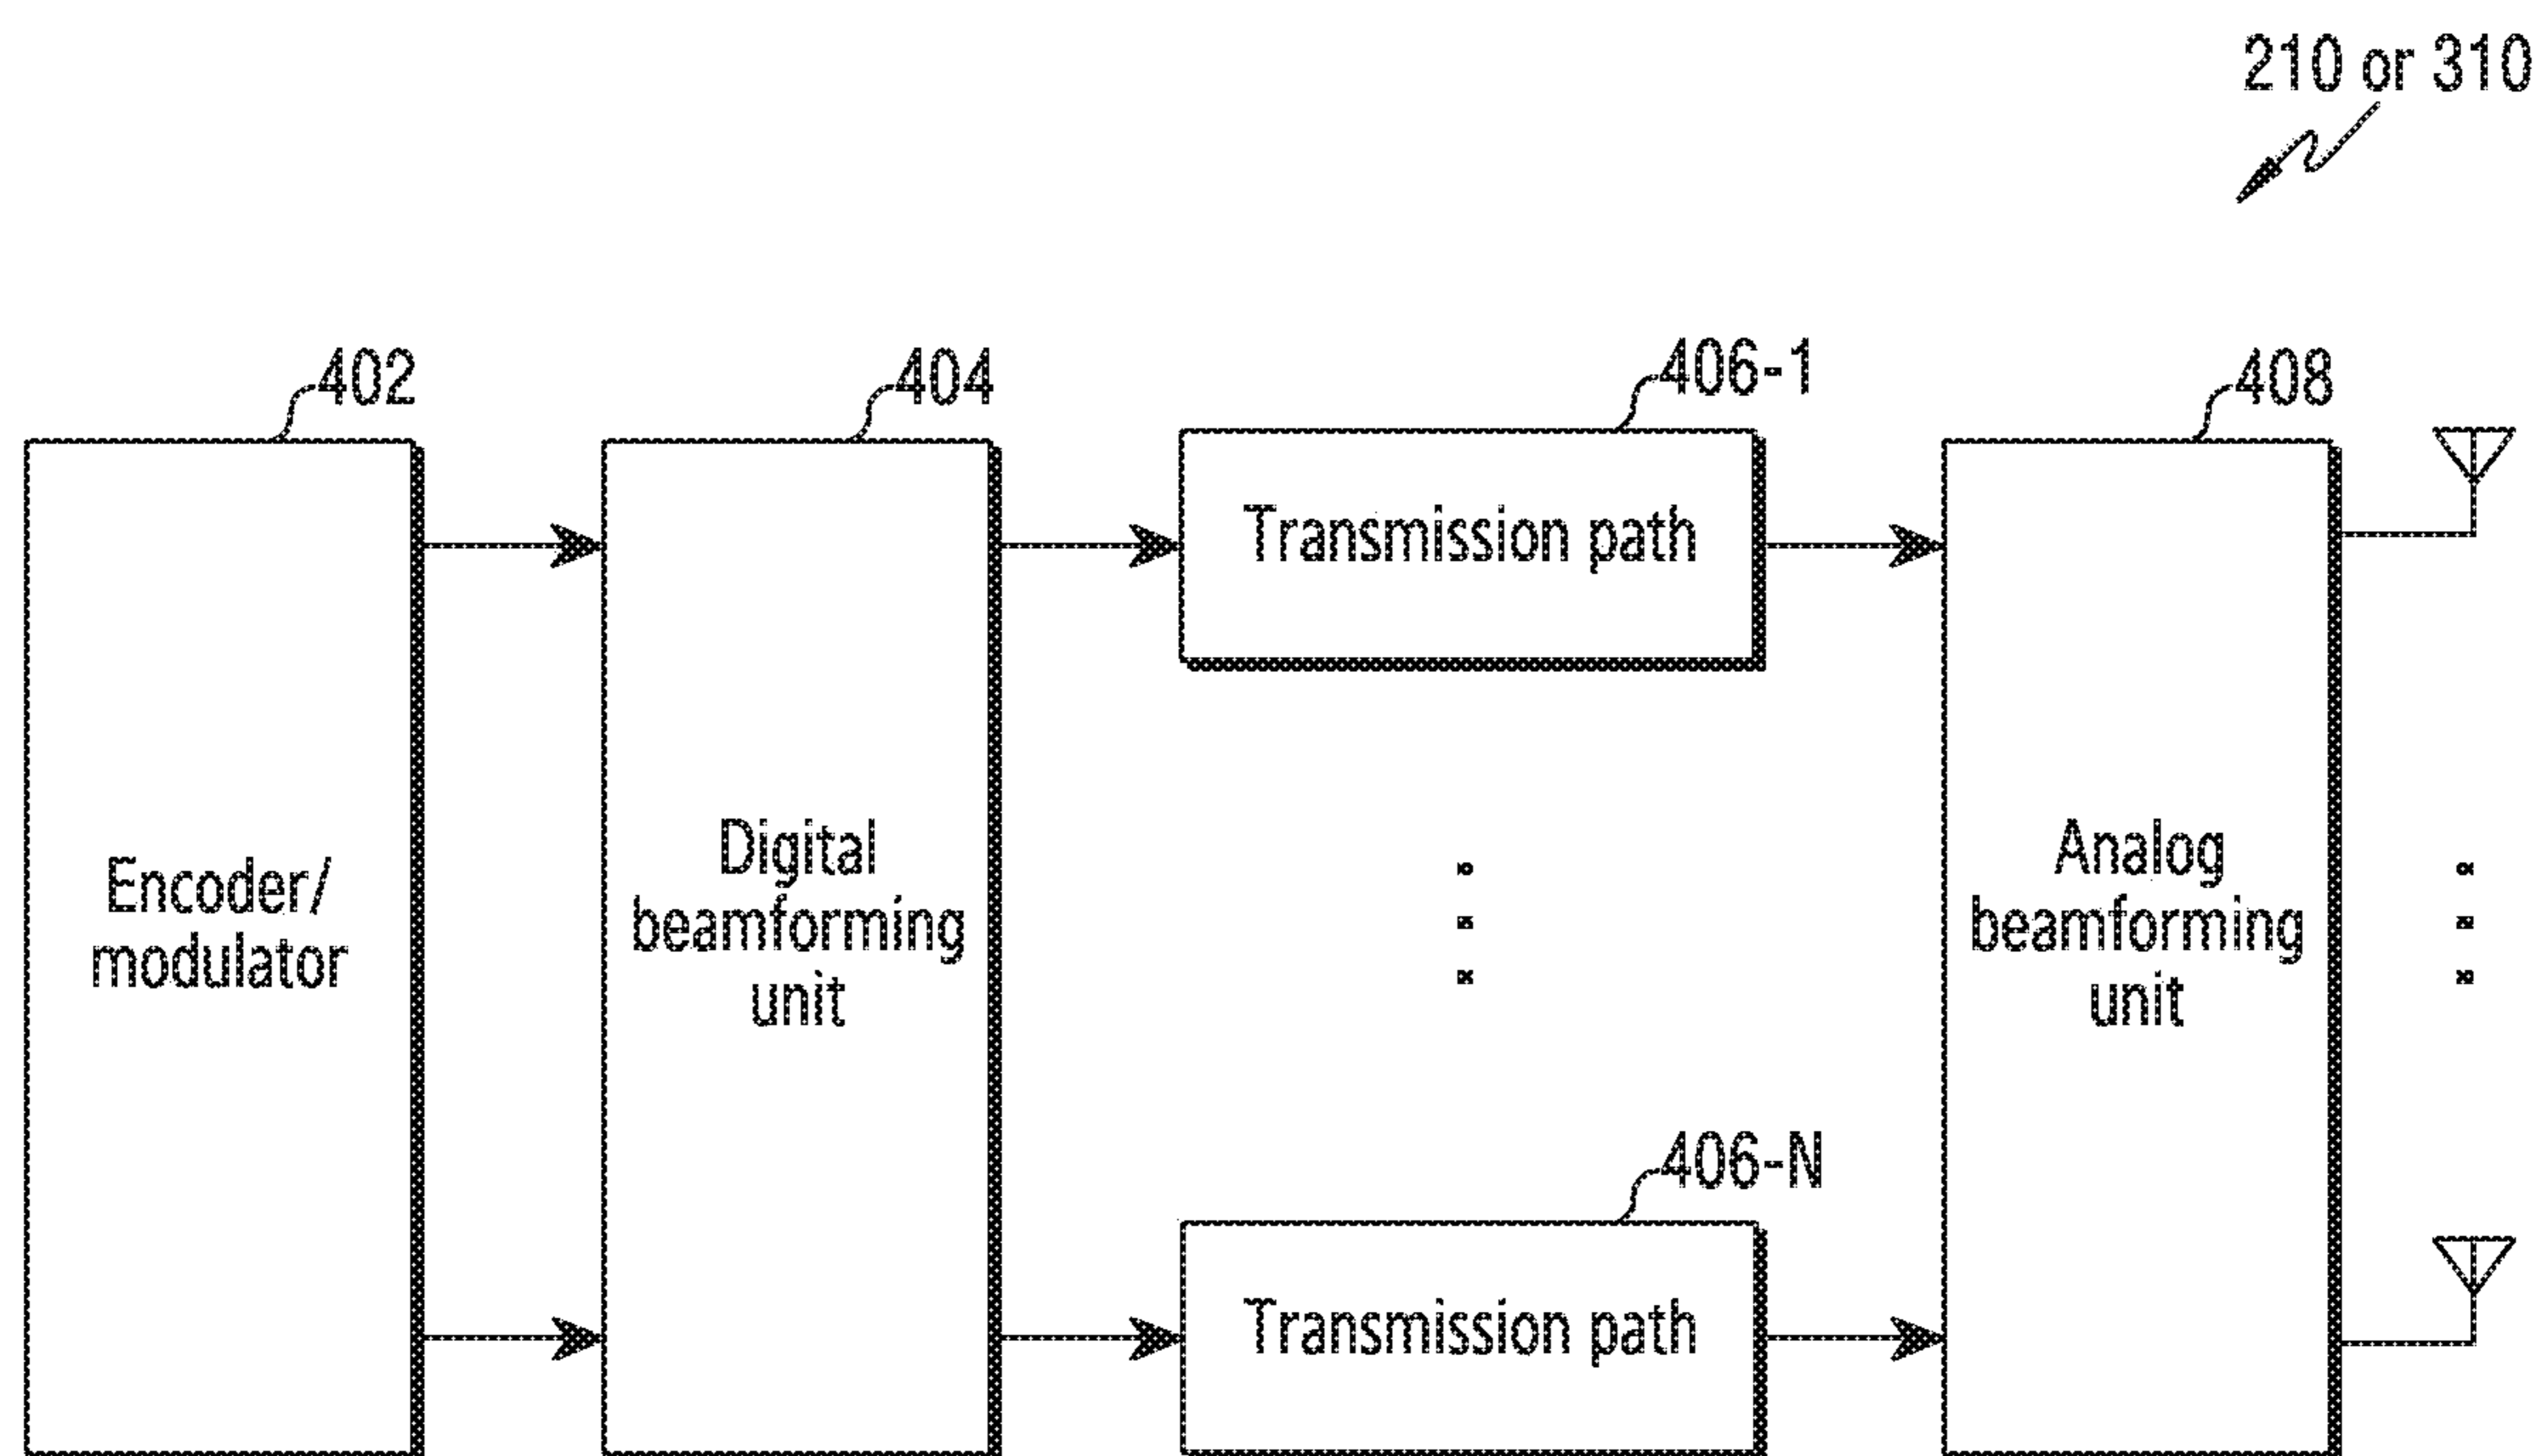 210 or 310
402
404
406-1
408
Encoder/
modulator
Digital
beamforming
unit
Transmission path
Analog
beamforming
unit
406-N
Transmission path